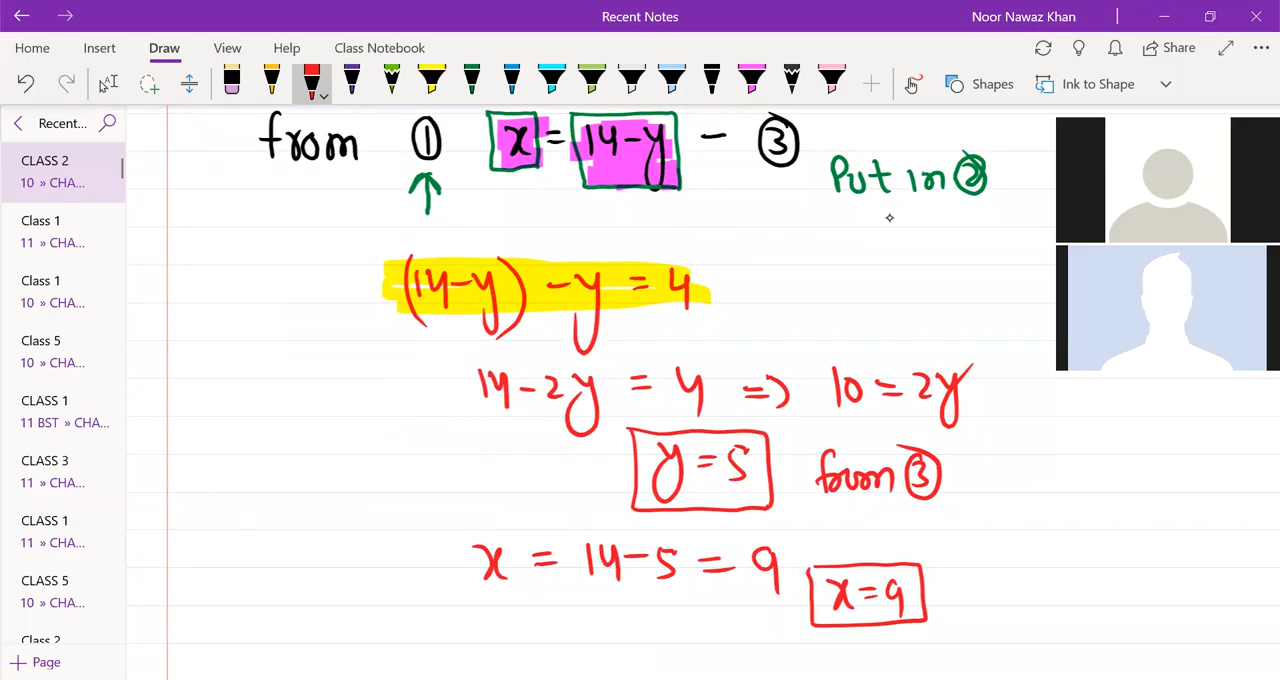 Recent Notes
Noor Nawaz Khan
Home Insert Draw View Help Class Notebook
Share
Shapes
Ink to Shape
Recent...
CLASS 2
10 » CHA...
Class 1
11 » CHA...
Class 1
10 » CHA...
Class 5
10 » CHA...
CLASS 1
11 BST » CHA...
CLASS 3
11 » CHA...
CLASS 1
11 » CHA...
CLASS 5
10 » CHA...
Class 2
Page
from ① x = 14-y - ③
Put in ②
(14-y) -y = 4
14-2y = 4 => 10 = 2y
y = 5 from ③
x = 14-5 = 9
x = 9